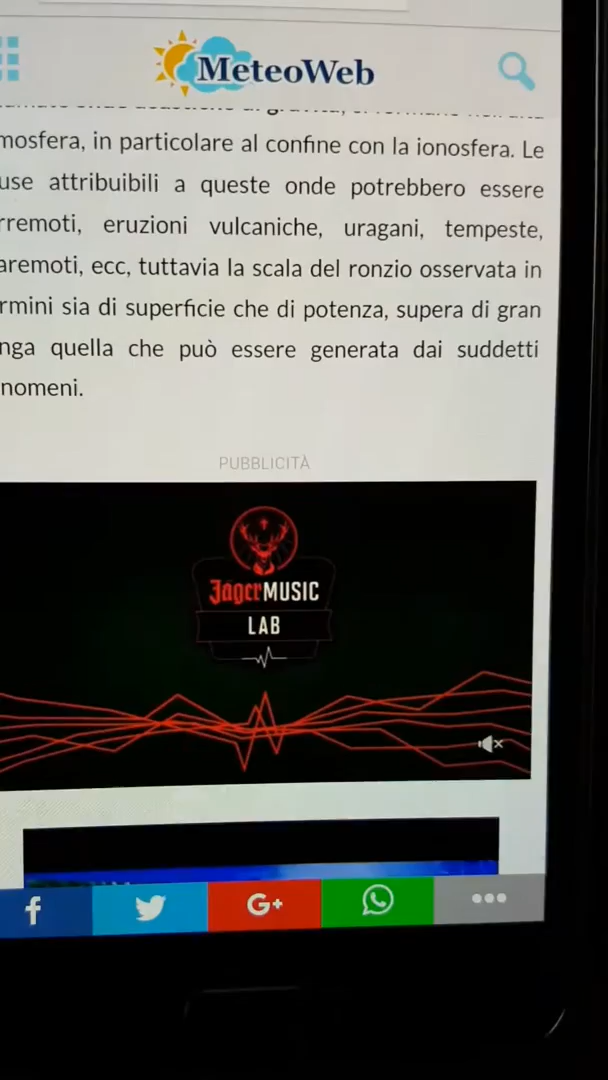 MeteoWeb
mosfera, in particolare al confine con la ionosfera. Le
use attribuibili a queste onde potrebbero essere
rremoti, eruzioni vulcaniche, uragani, tempeste,
aremoti, ecc, tuttavia la scala del ronzio osservata in
rmini sia di superficie che di potenza, supera di gran
nga quella che può essere generata dai suddetti
nomeni.
PUBBLICITÀ
JägerMUSIC
LAB
f
G+